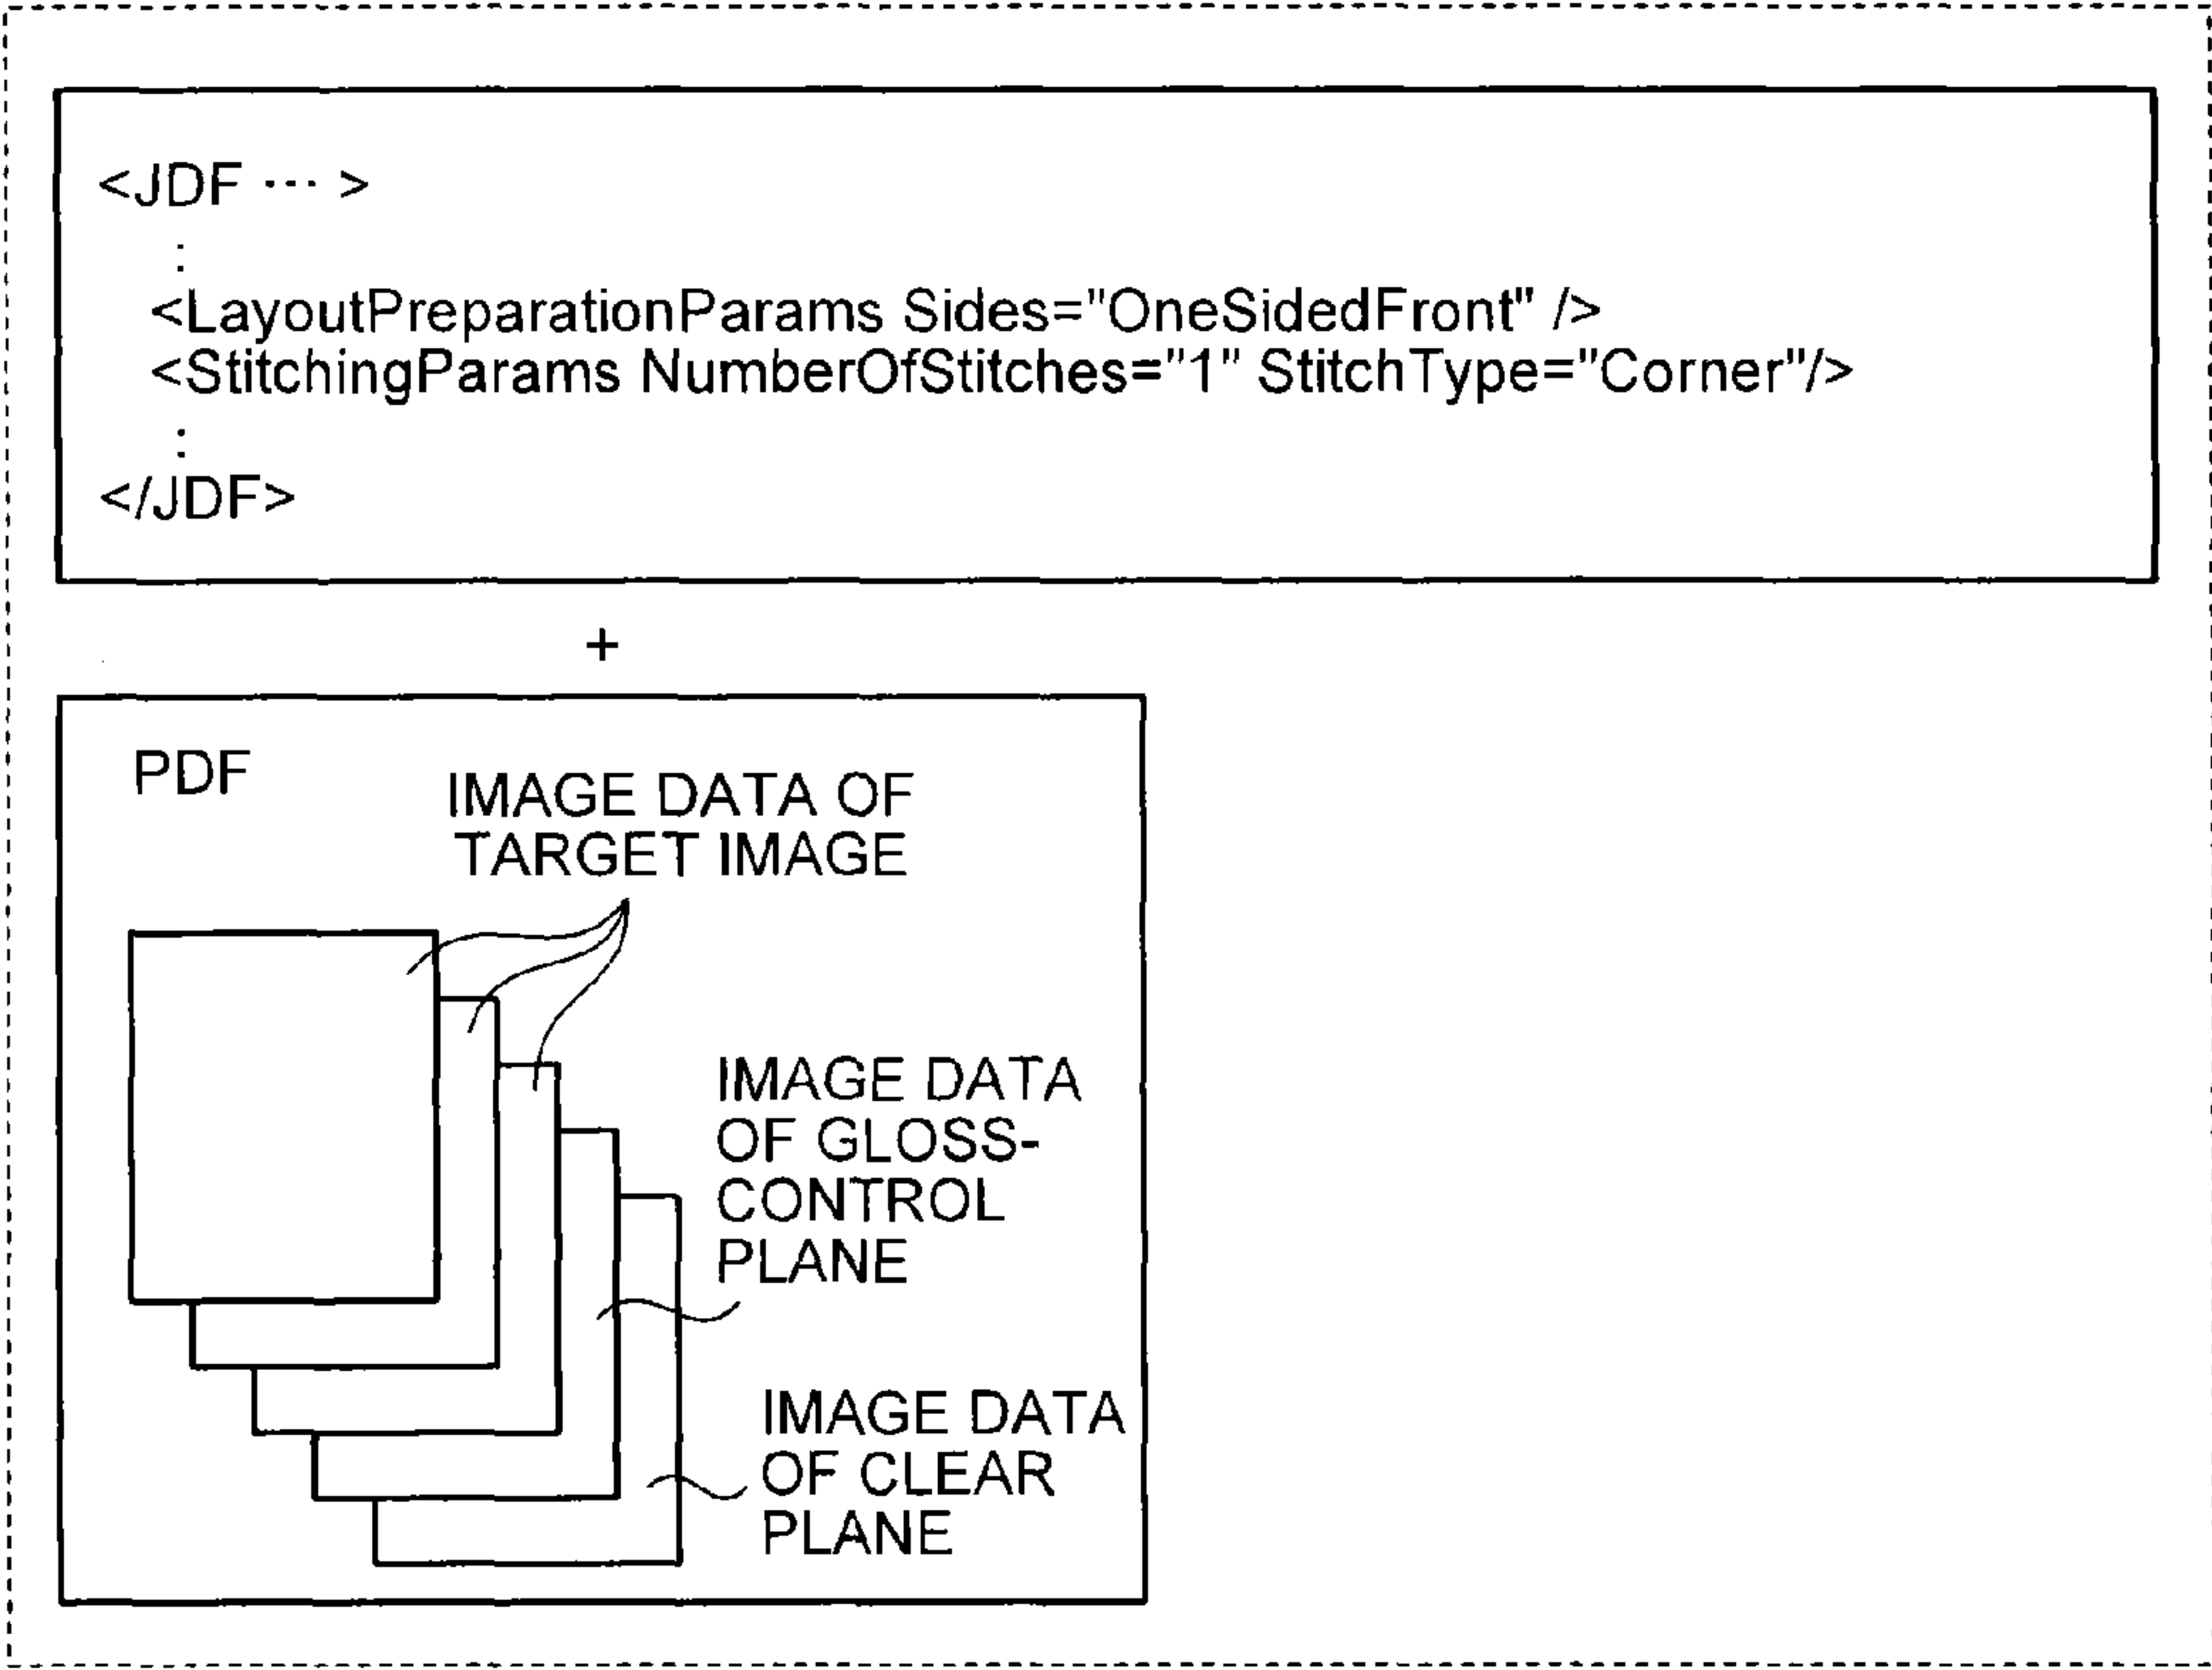 <JDF ··· >
:
<LayoutPreparationParams Sides="OneSidedFront" />
<StitchingParams NumberOfStitches="1" StitchType="Corner"/>
:
</JDF>
+
PDF
IMAGE DATA OF
TARGET IMAGE
IMAGE DATA
OF GLOSS-
CONTROL
PLANE
IMAGE DATA
OF CLEAR
PLANE